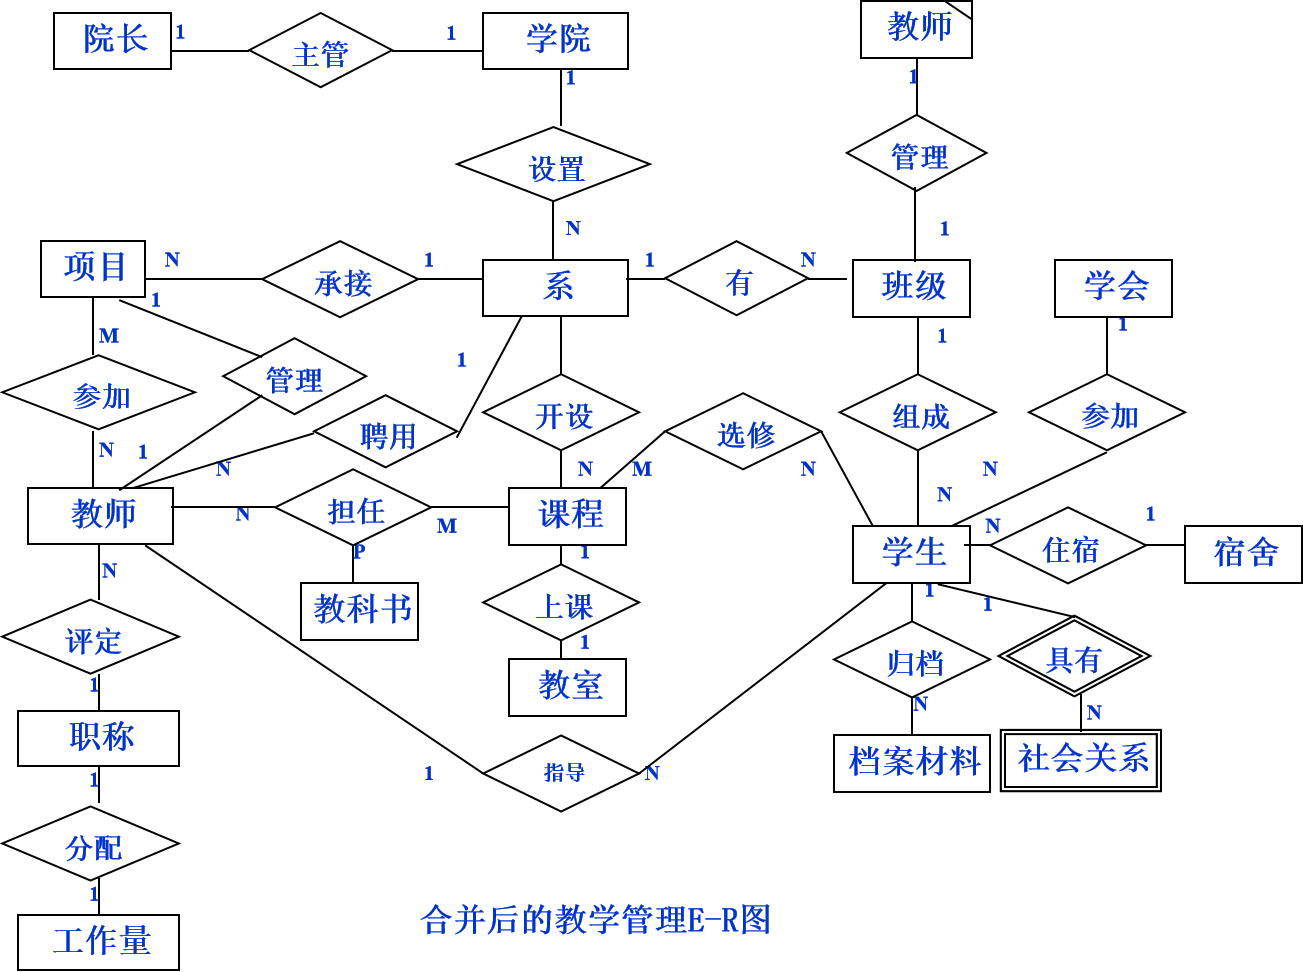 院长
1
主管
1
学院
教师
1
1
设置
管理
N
1
项目
N
承接
1
系
1
有
N
班级
学会
1
M
1
1
1
参加
管理
聘用
开设
选修
组成
参加
N
1
N
N
M
N
N
N
教师
N
担任
M
课程
N
1
学生
住宿
宿舍
P
1
N
教科书
1
1
评定
上课
1
归档
具有
1
教室
N
N
职称
档案材料
社会关系
1
1
指导
N
分配
1
工作量
合并后的教学管理E-R图